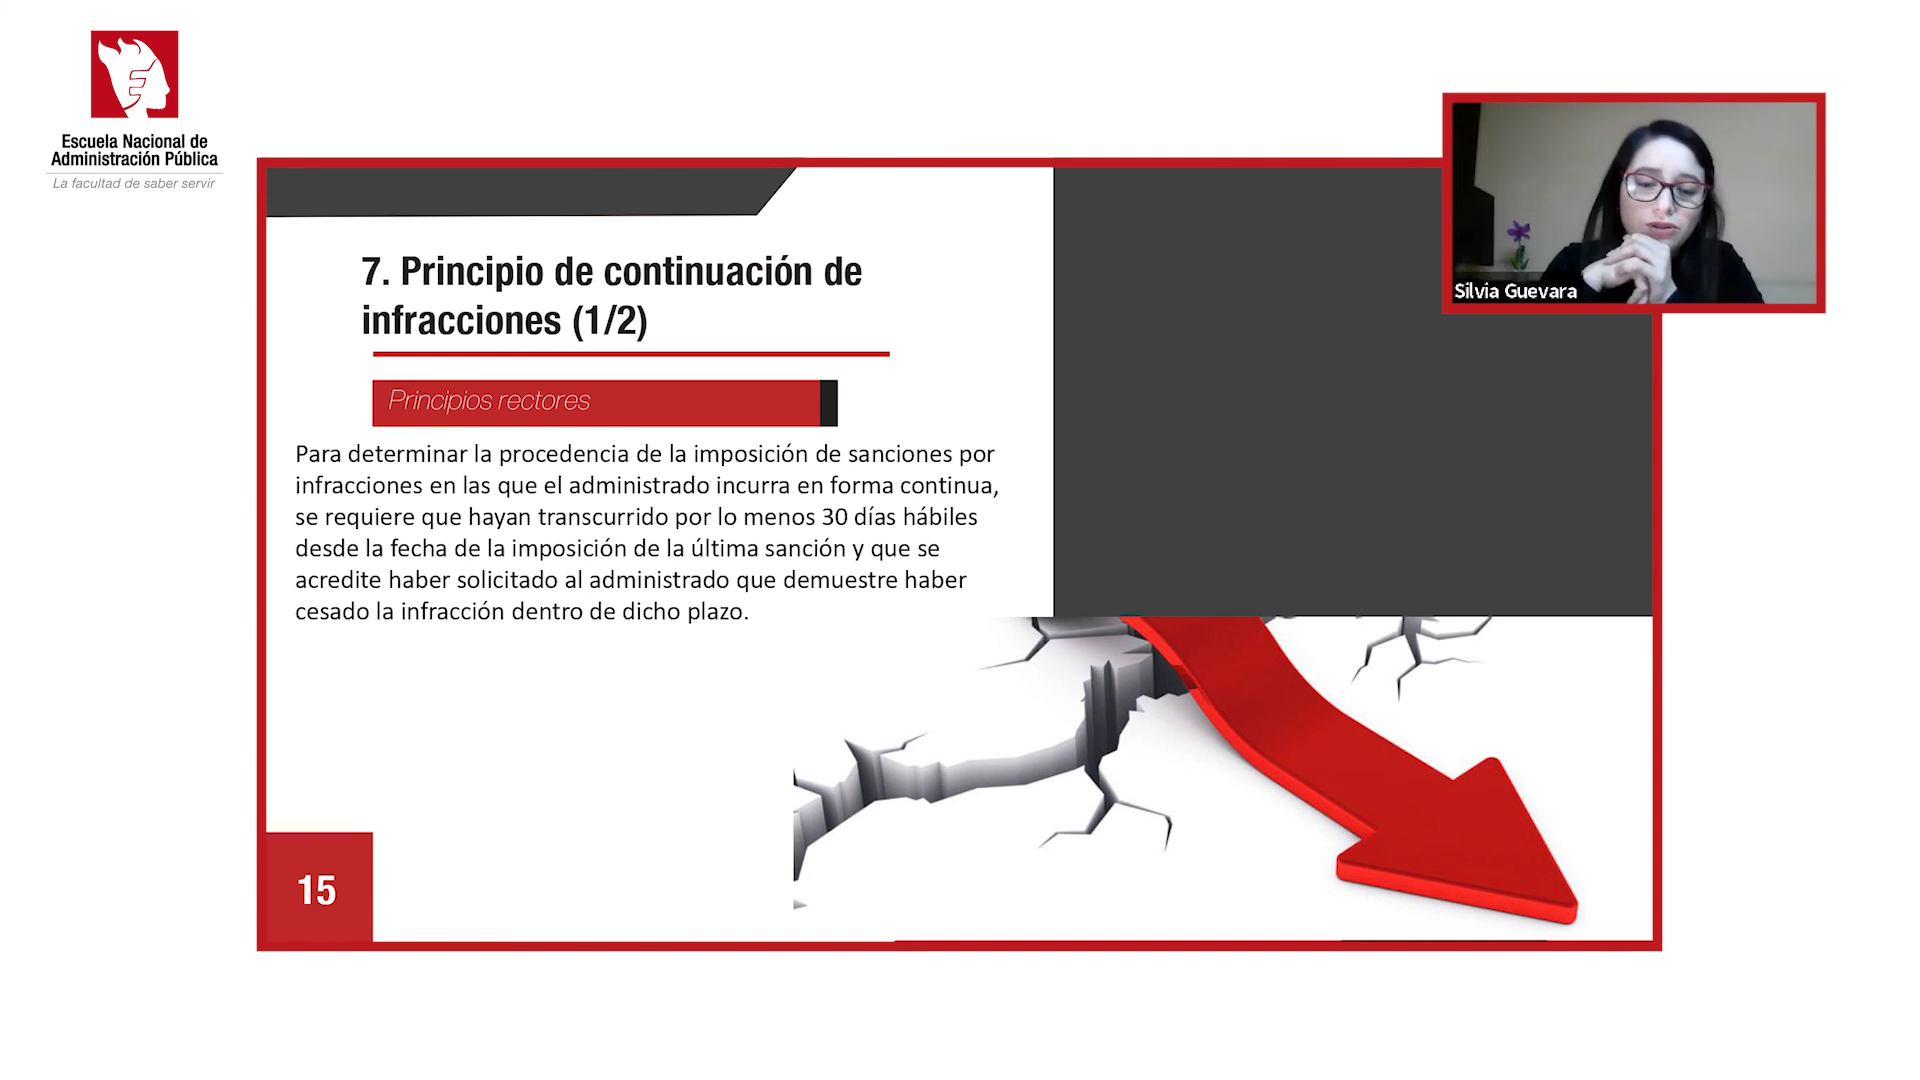 Escuela Nacional de
Administración Pública
La facultad de saber servir
Silvia Guevara
7. Principio de continuación de
infracciones (1/2)
Principios rectores
Para determinar la procedencia de la imposición de sanciones por
infracciones en las que el administrado incurra en forma continua,
se requiere que hayan transcurrido por lo menos 30 días hábiles
desde la fecha de la imposición de la última sanción y que se
acredite haber solicitado al administrado que demuestre haber
cesado la infracción dentro de dicho plazo.
15